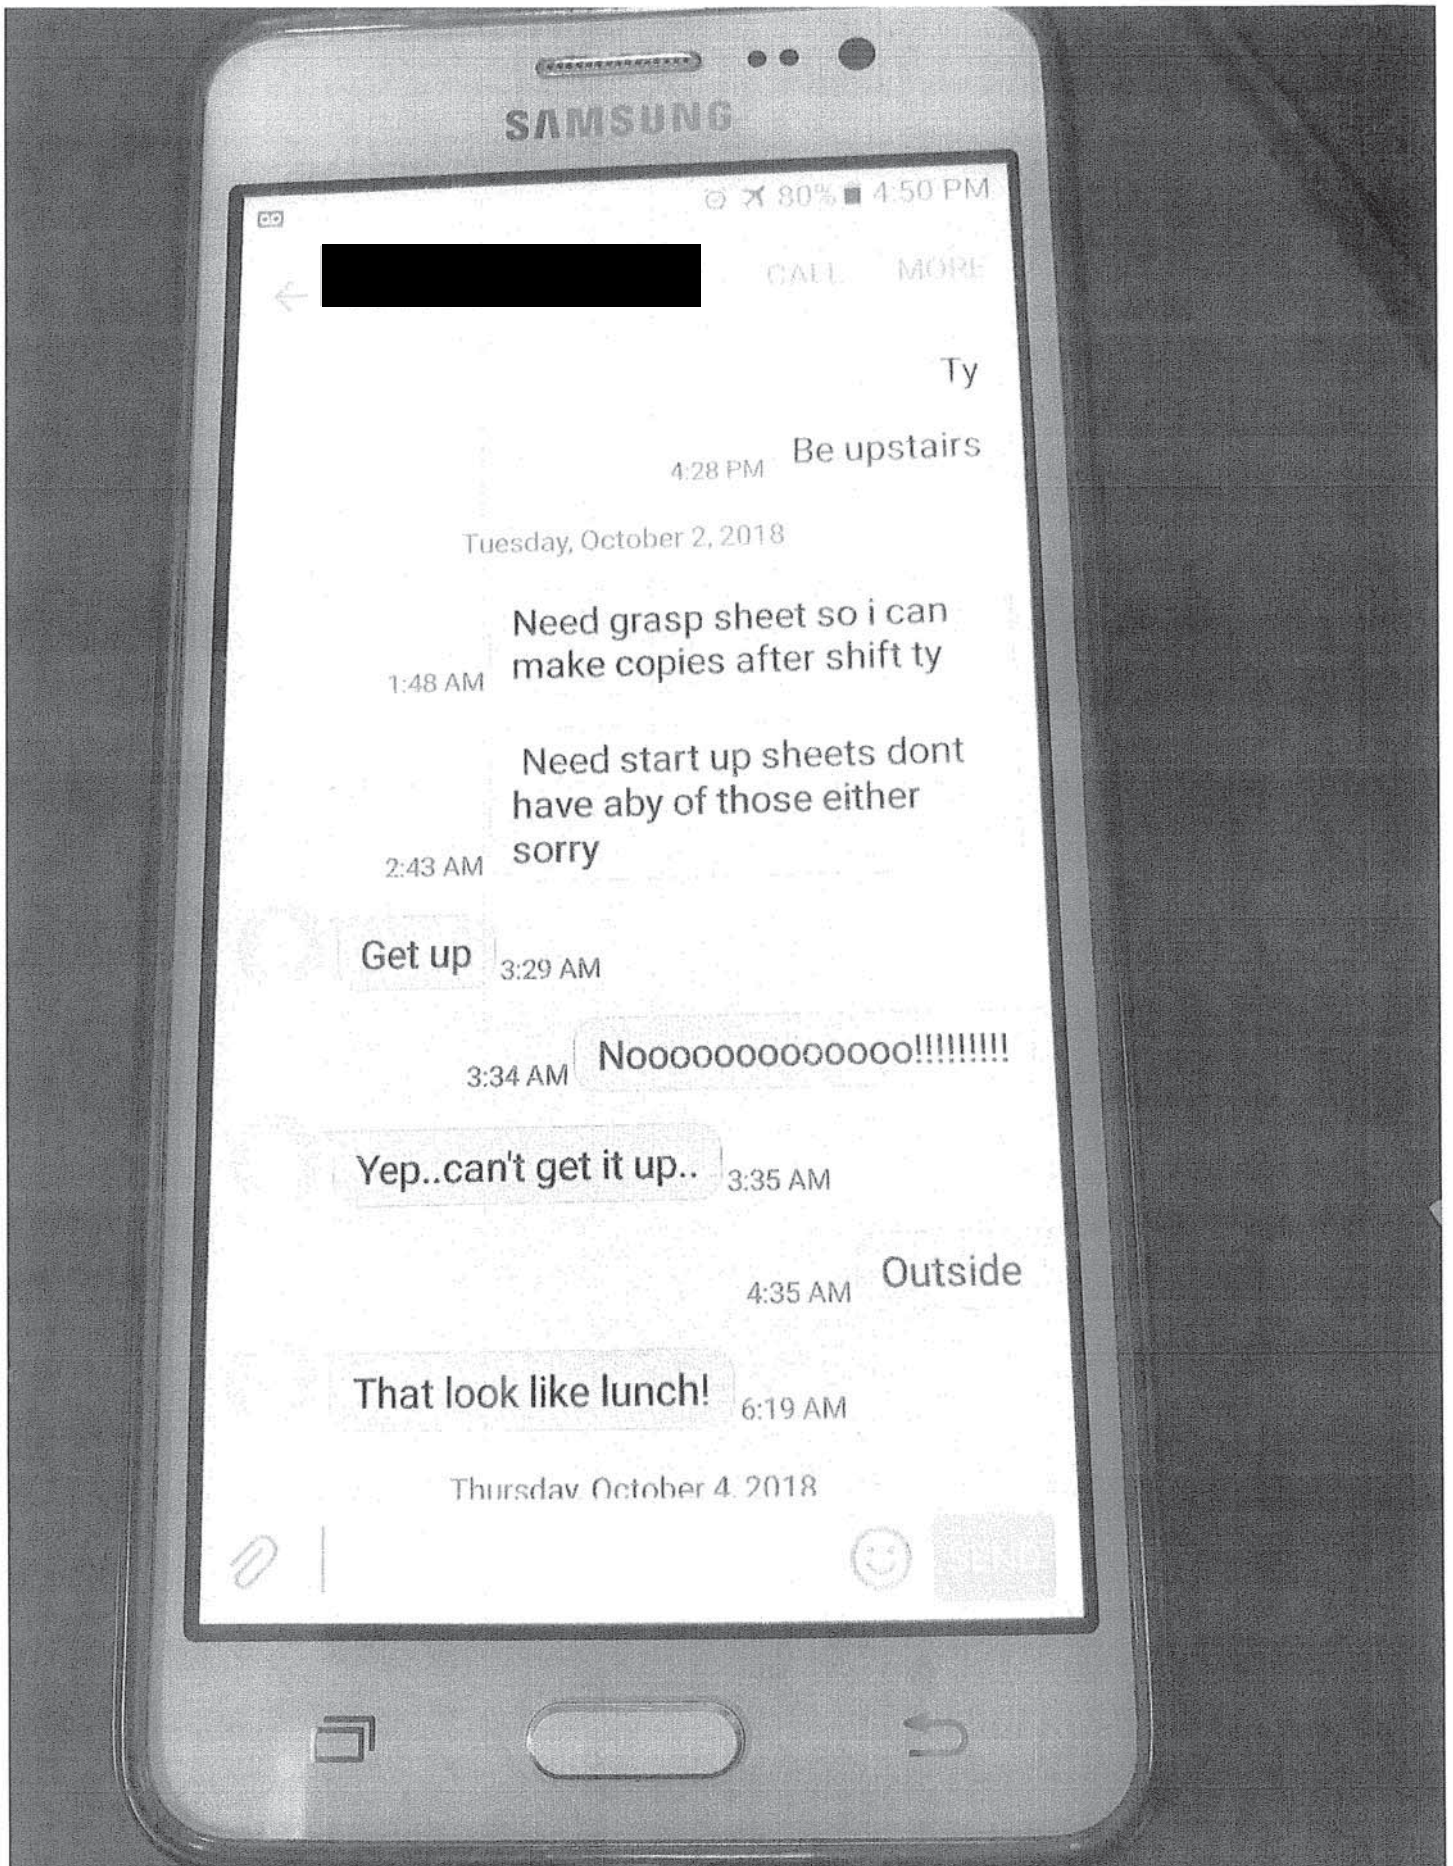 SAMSUNG
80% 4:50 PM
CALL MORE
Ty
Be upstairs
4:28 PM
Tuesday, October 2, 2018
Need grasp sheet so i can
make copies after shift ty
1:48 AM
Need start up sheets dont
have aby of those either
sorry
2:43 AM
Get up 3:29 AM
3:34 AM Nooooooooooooo!!!!!!!!!
Yep..can't get it up.. 3:35 AM
4:35 AM Outside
That look like lunch! 6:19 AM
Thursday, October 4, 2018
SEND